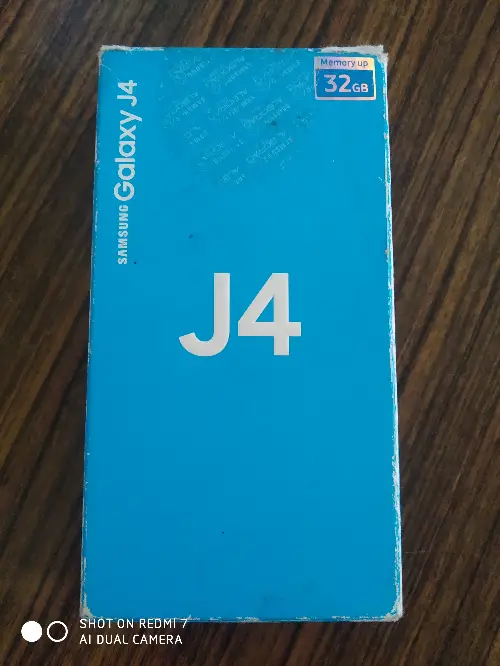 Memory up
32GB
SAMSUNG Galaxy J4
J4
SHOT ON REDMI 7
AI DUAL CAMERA